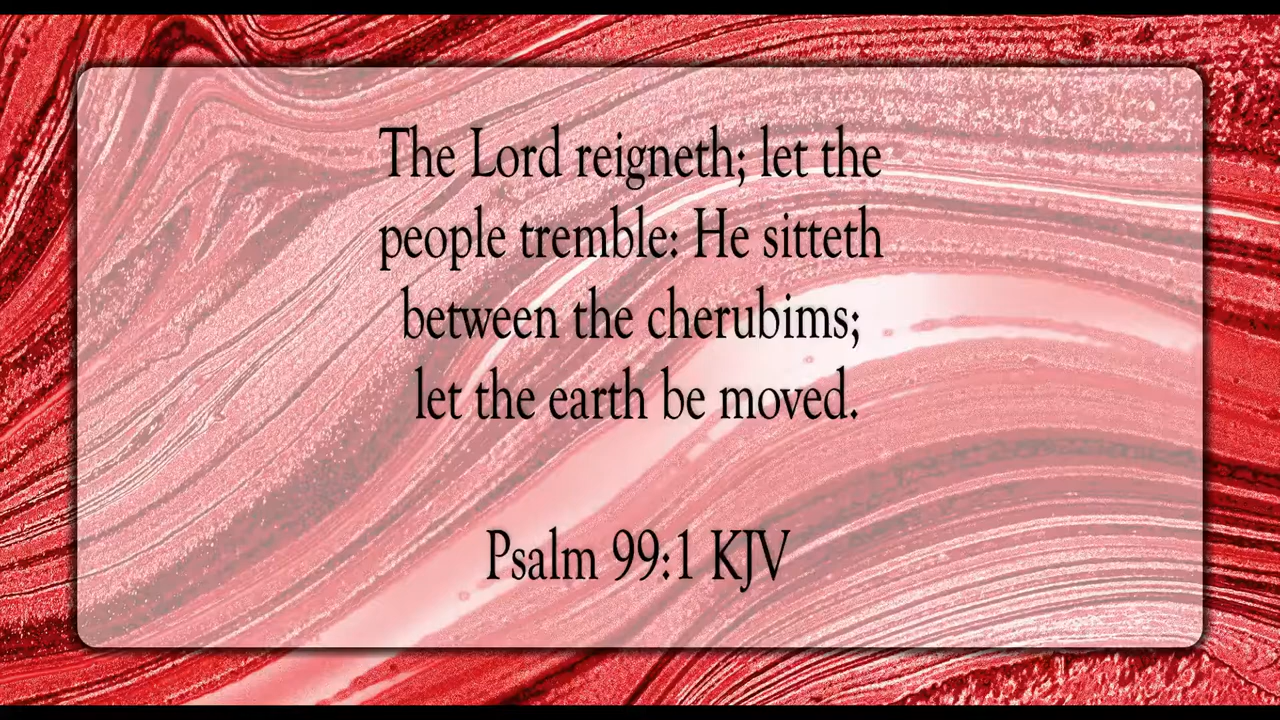 The Lord reigneth; let the
people tremble: He sitteth
between the cherubims;
let the earth be moved.
Psalm 99:1 KJV